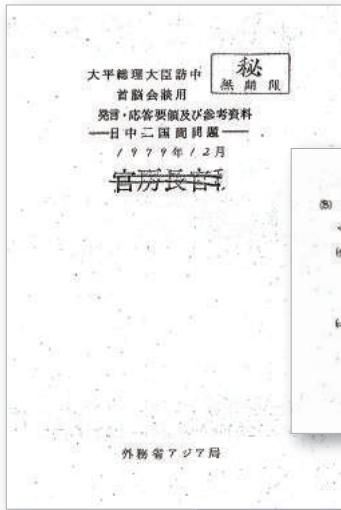 大平総理大臣訪中
首脳会談用
秘
無期限
発言・応答要領及び参考資料
――日中二国間問題――
1979年12月
官房長官
外務省アジア局